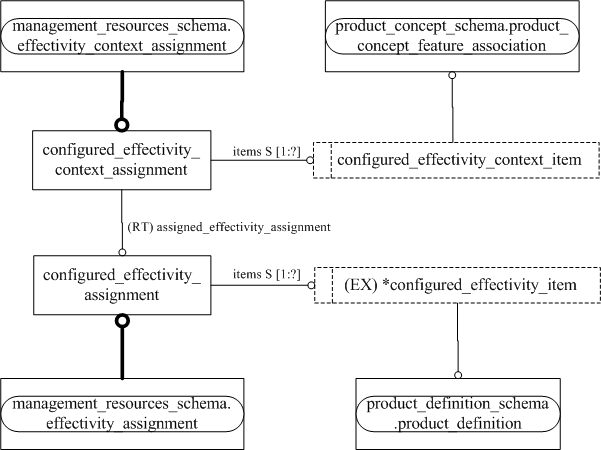 management_resources_schema.
effectivity_context_assignment
product_concept_schema.product_
concept_feature_association
configured_effectivity_
context_assignment
items S [1:?]
configured_effectivity_context_item
(RT) assigned_effectivity_assignment
configured_effectivity_
assignment
items S [1:?]
(EX) *configured_effectivity_item
management_resources_schema.
effectivity_assignment
product_definition_schema
.product_definition